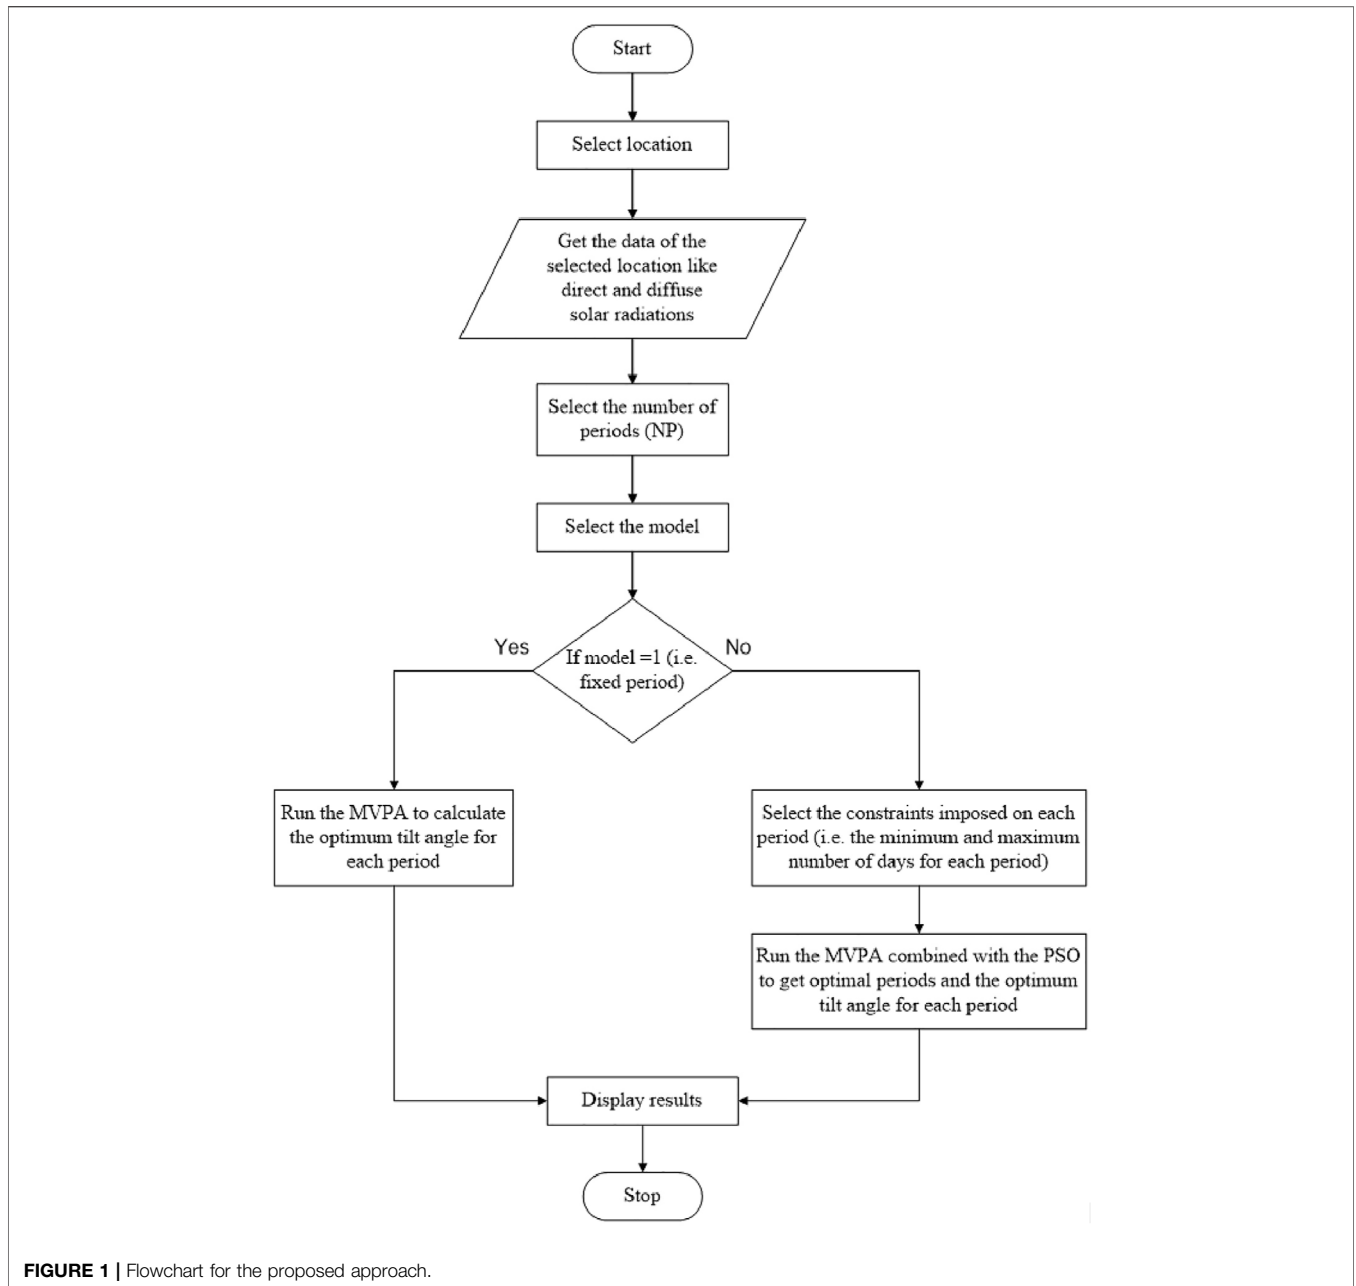 Start
Select location
Get the data of the
selected location like
direct and diffuse
solar radiations
Select the number of
periods (NP)
Select the model
Yes
If model =1 (i.e.
fixed period)
No
Run the MVPA to calculate
the optimum tilt angle for
each period
Select the constraints imposed on each
period (i.e. the minimum and maximum
number of days for each period)
Run the MVPA combined with the PSO
to get optimal periods and the optimum
tilt angle for each period
Display results
Stop
FIGURE 1 | Flowchart for the proposed approach.